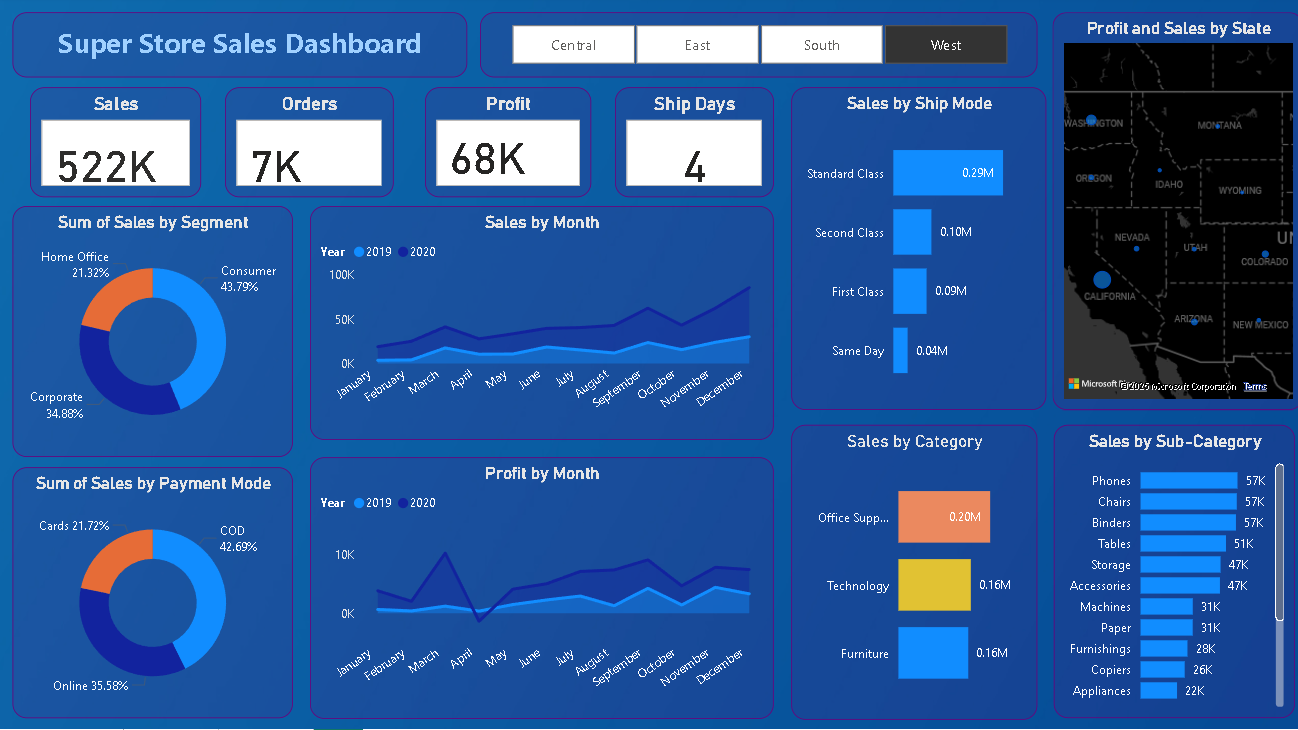 Super Store Sales Dashboard
Central
East
South
West
Profit and Sales by State
WASHINGTON
MONTANA
OREGON
IDAHO
WYOMING
NEVADA
UTAH
COLORADO
CALIFORNIA
ARIZONA
NEW MEXICO
Microsoft
©2025 Microsoft Corporation Terms
Sales
522K
Orders
7K
Profit
68K
Ship Days
4
Sales by Ship Mode
Standard Class 0.29M
Second Class 0.10M
First Class 0.09M
Same Day 0.04M
Sum of Sales by Segment
Home Office
21.32%
Consumer
43.79%
Corporate
34.88%
Sales by Month
Year 2019 2020
100K
50K
0K
January
February
March
April
May
June
July
August
September
October
November
December
Sum of Sales by Payment Mode
Cards 21.72%
COD
42.69%
Online 35.58%
Profit by Month
Year 2019 2020
10K
0K
January
February
March
April
May
June
July
August
September
October
November
December
Sales by Category
Office Supp... 0.20M
Technology 0.16M
Furniture 0.16M
Sales by Sub-Category
Phones 57K
Chairs 57K
Binders 57K
Tables 51K
Storage 47K
Accessories 47K
Machines 31K
Paper 31K
Furnishings 28K
Copiers 26K
Appliances 22K